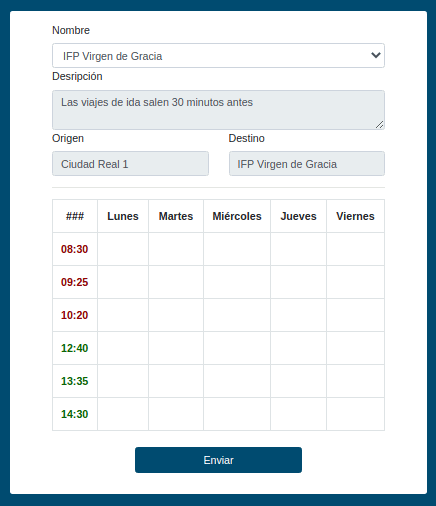 Nombre
IFP Virgen de Gracia
Desripción
Las viajes de ida salen 30 minutos antes
Origen Destino
Ciudad Real 1 IFP Virgen de Gracia
### Lunes Martes Miércoles Jueves Viernes
08:30
09:25
10:20
12:40
13:35
14:30
Enviar